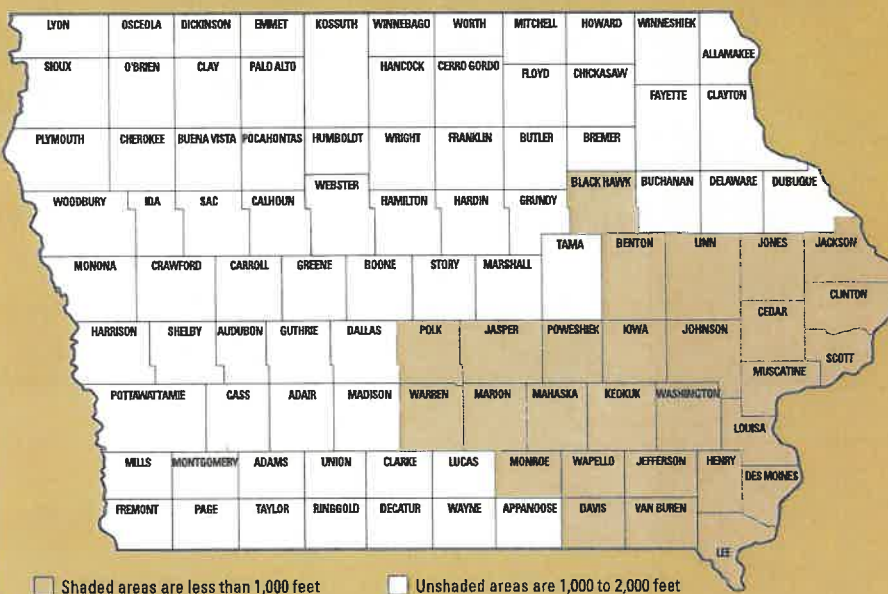 LYON OSCEOLA DICKINSON EMMET KOSSUTH WINNEBAGO WORTH MITCHELL HOWARD WINNESHIEK
ALLAMAKEE
SIOUX O'BRIEN CLAY PALO ALTO HANCOCK CERRO GORDO
FLOYD CHICKASAW
FAYETTE CLAYTON
PLYMOUTH CHEROKEE BUENA VISTA POCAHONTAS HUMBOLDT WRIGHT FRANKLIN BUTLER BREMER
WEBSTER BLACK HAWK BUCHANAN DELAWARE DUBUQUE
WOODBURY IDA SAC CALHOUN HAMILTON HARDIN GRUNDY
TAMA BENTON LINN JONES JACKSON
MONONA CRAWFORD CARROLL GREENE BOONE STORY MARSHALL
CLINTON
CEDAR
HARRISON SHELBY AUDUBON GUTHRIE DALLAS POLK JASPER POWESHIEK IOWA JOHNSON
SCOTT
MUSCATINE
POTTAWATTAMIE CASS ADAIR MADISON WARREN MARION MAHASKA KEOKUK WASHINGTON
LOUISA
MILLS MONTGOMERY ADAMS UNION CLARKE LUCAS MONROE WAPELLO JEFFERSON HENRY
DES MOINES
FREMONT PAGE TAYLOR RINGGOLD DECATUR WAYNE APPANOOSE DAVIS VAN BUREN
LEE
Shaded areas are less than 1,000 feet Unshaded areas are 1,000 to 2,000 feet